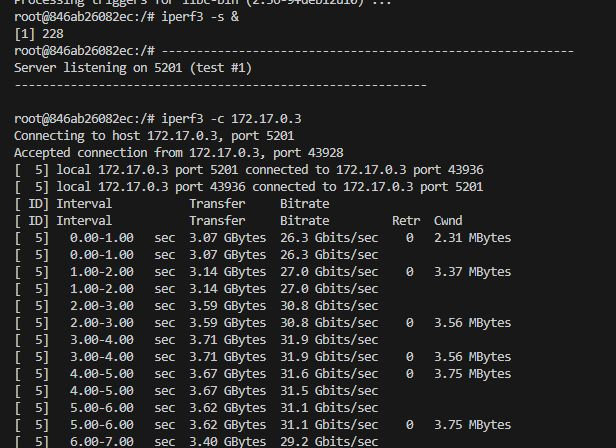 Processing triggers for libc-bin (2.36-9+deb12u10) ...
root@846ab26082ec:/# iperf3 -s &
[1] 228
root@846ab26082ec:/# -----------------------------------------------------------
Server listening on 5201 (test #1)
-----------------------------------------------------------
root@846ab26082ec:/# iperf3 -c 172.17.0.3
Connecting to host 172.17.0.3, port 5201
Accepted connection from 172.17.0.3, port 43928
[  5] local 172.17.0.3 port 5201 connected to 172.17.0.3 port 43936
[  5] local 172.17.0.3 port 43936 connected to 172.17.0.3 port 5201
[ ID] Interval           Transfer     Bitrate
[ ID] Interval           Transfer     Bitrate         Retr  Cwnd
[  5]   0.00-1.00   sec  3.07 GBytes  26.3 Gbits/sec    0   2.31 MBytes
[  5]   0.00-1.00   sec  3.07 GBytes  26.3 Gbits/sec
[  5]   1.00-2.00   sec  3.14 GBytes  27.0 Gbits/sec    0   3.37 MBytes
[  5]   1.00-2.00   sec  3.14 GBytes  27.0 Gbits/sec
[  5]   2.00-3.00   sec  3.59 GBytes  30.8 Gbits/sec
[  5]   2.00-3.00   sec  3.59 GBytes  30.8 Gbits/sec    0   3.56 MBytes
[  5]   3.00-4.00   sec  3.71 GBytes  31.9 Gbits/sec
[  5]   3.00-4.00   sec  3.71 GBytes  31.9 Gbits/sec    0   3.56 MBytes
[  5]   4.00-5.00   sec  3.67 GBytes  31.6 Gbits/sec    0   3.75 MBytes
[  5]   4.00-5.00   sec  3.67 GBytes  31.5 Gbits/sec
[  5]   5.00-6.00   sec  3.62 GBytes  31.1 Gbits/sec
[  5]   5.00-6.00   sec  3.62 GBytes  31.1 Gbits/sec    0   3.75 MBytes
[  5]   6.00-7.00   sec  3.40 GBytes  29.2 Gbits/sec